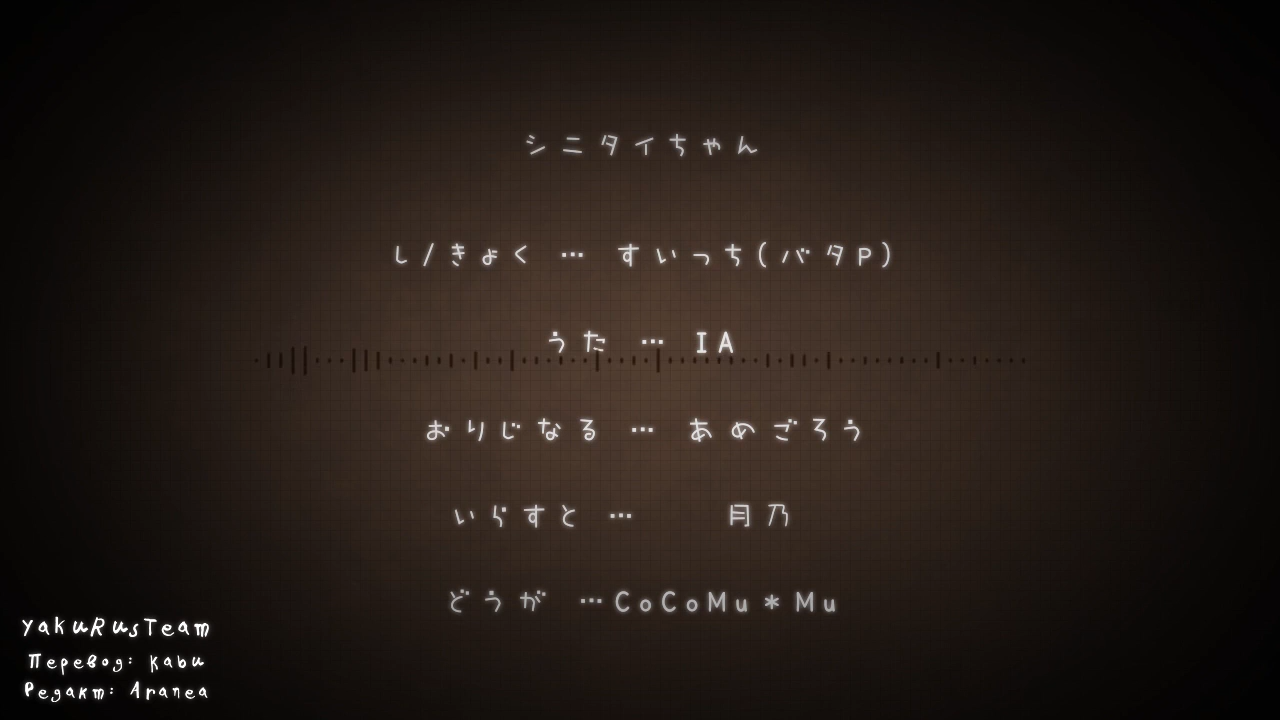 シニタイちゃん
し/きょく … すいっち(バタP)
うた … IA
おりじなる … あめごろう
いらすと … 月乃
どうが …CoCoMu*Mu
YakuRusTeam
Перевод: Kabu
Редакт: Aranea